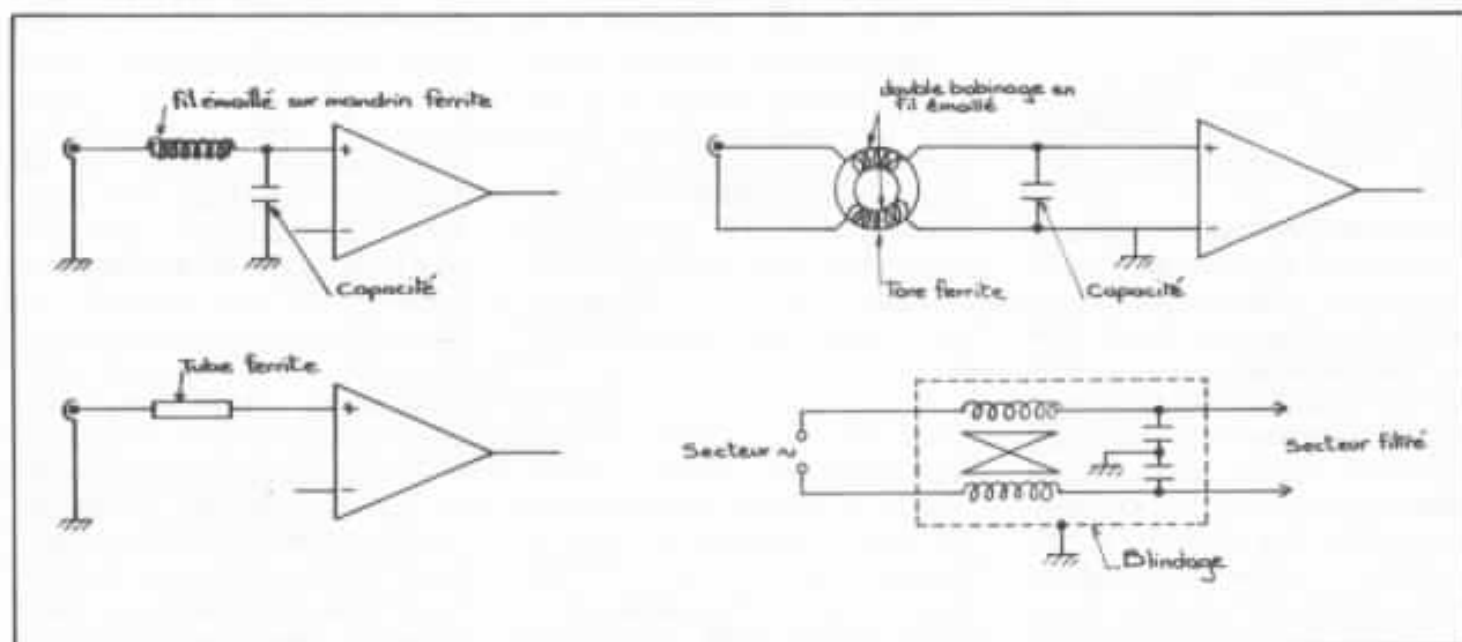 fil émaillé sur mandrin ferrite
+
−
Capacité
double bobinage en
fil émaillé
+
−
Tore ferrite
Capacité
Tube ferrite
+
−
Secteur ~
Secteur filtré
Blindage